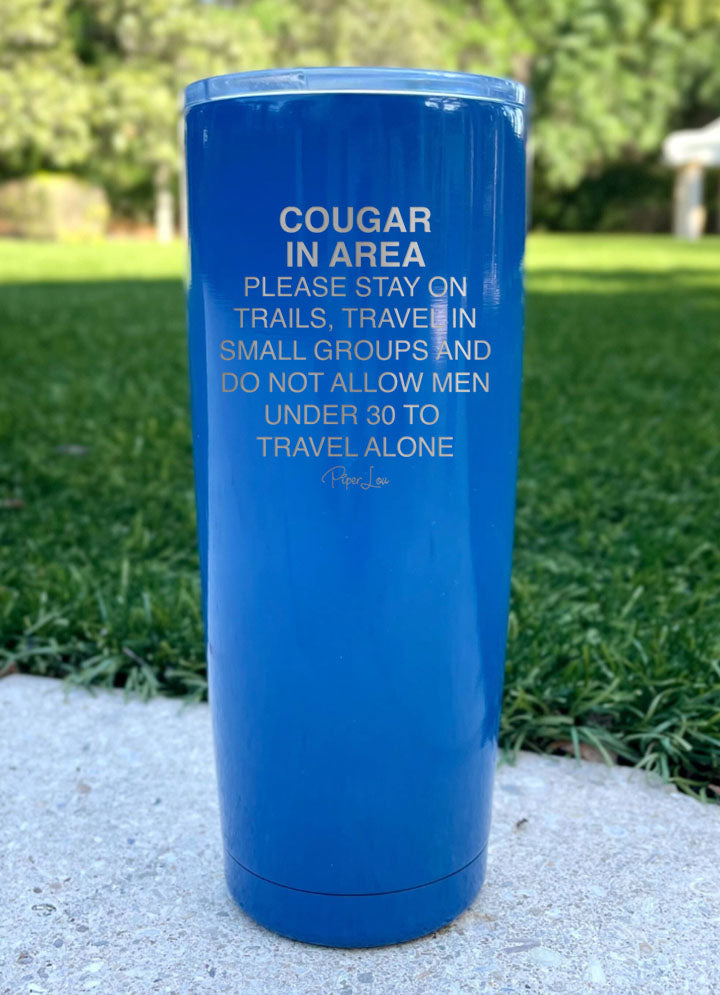 COUGAR
IN AREA
PLEASE STAY ON
TRAILS, TRAVEL IN
SMALL GROUPS AND
DO NOT ALLOW MEN
UNDER 30 TO
TRAVEL ALONE
PiperLou